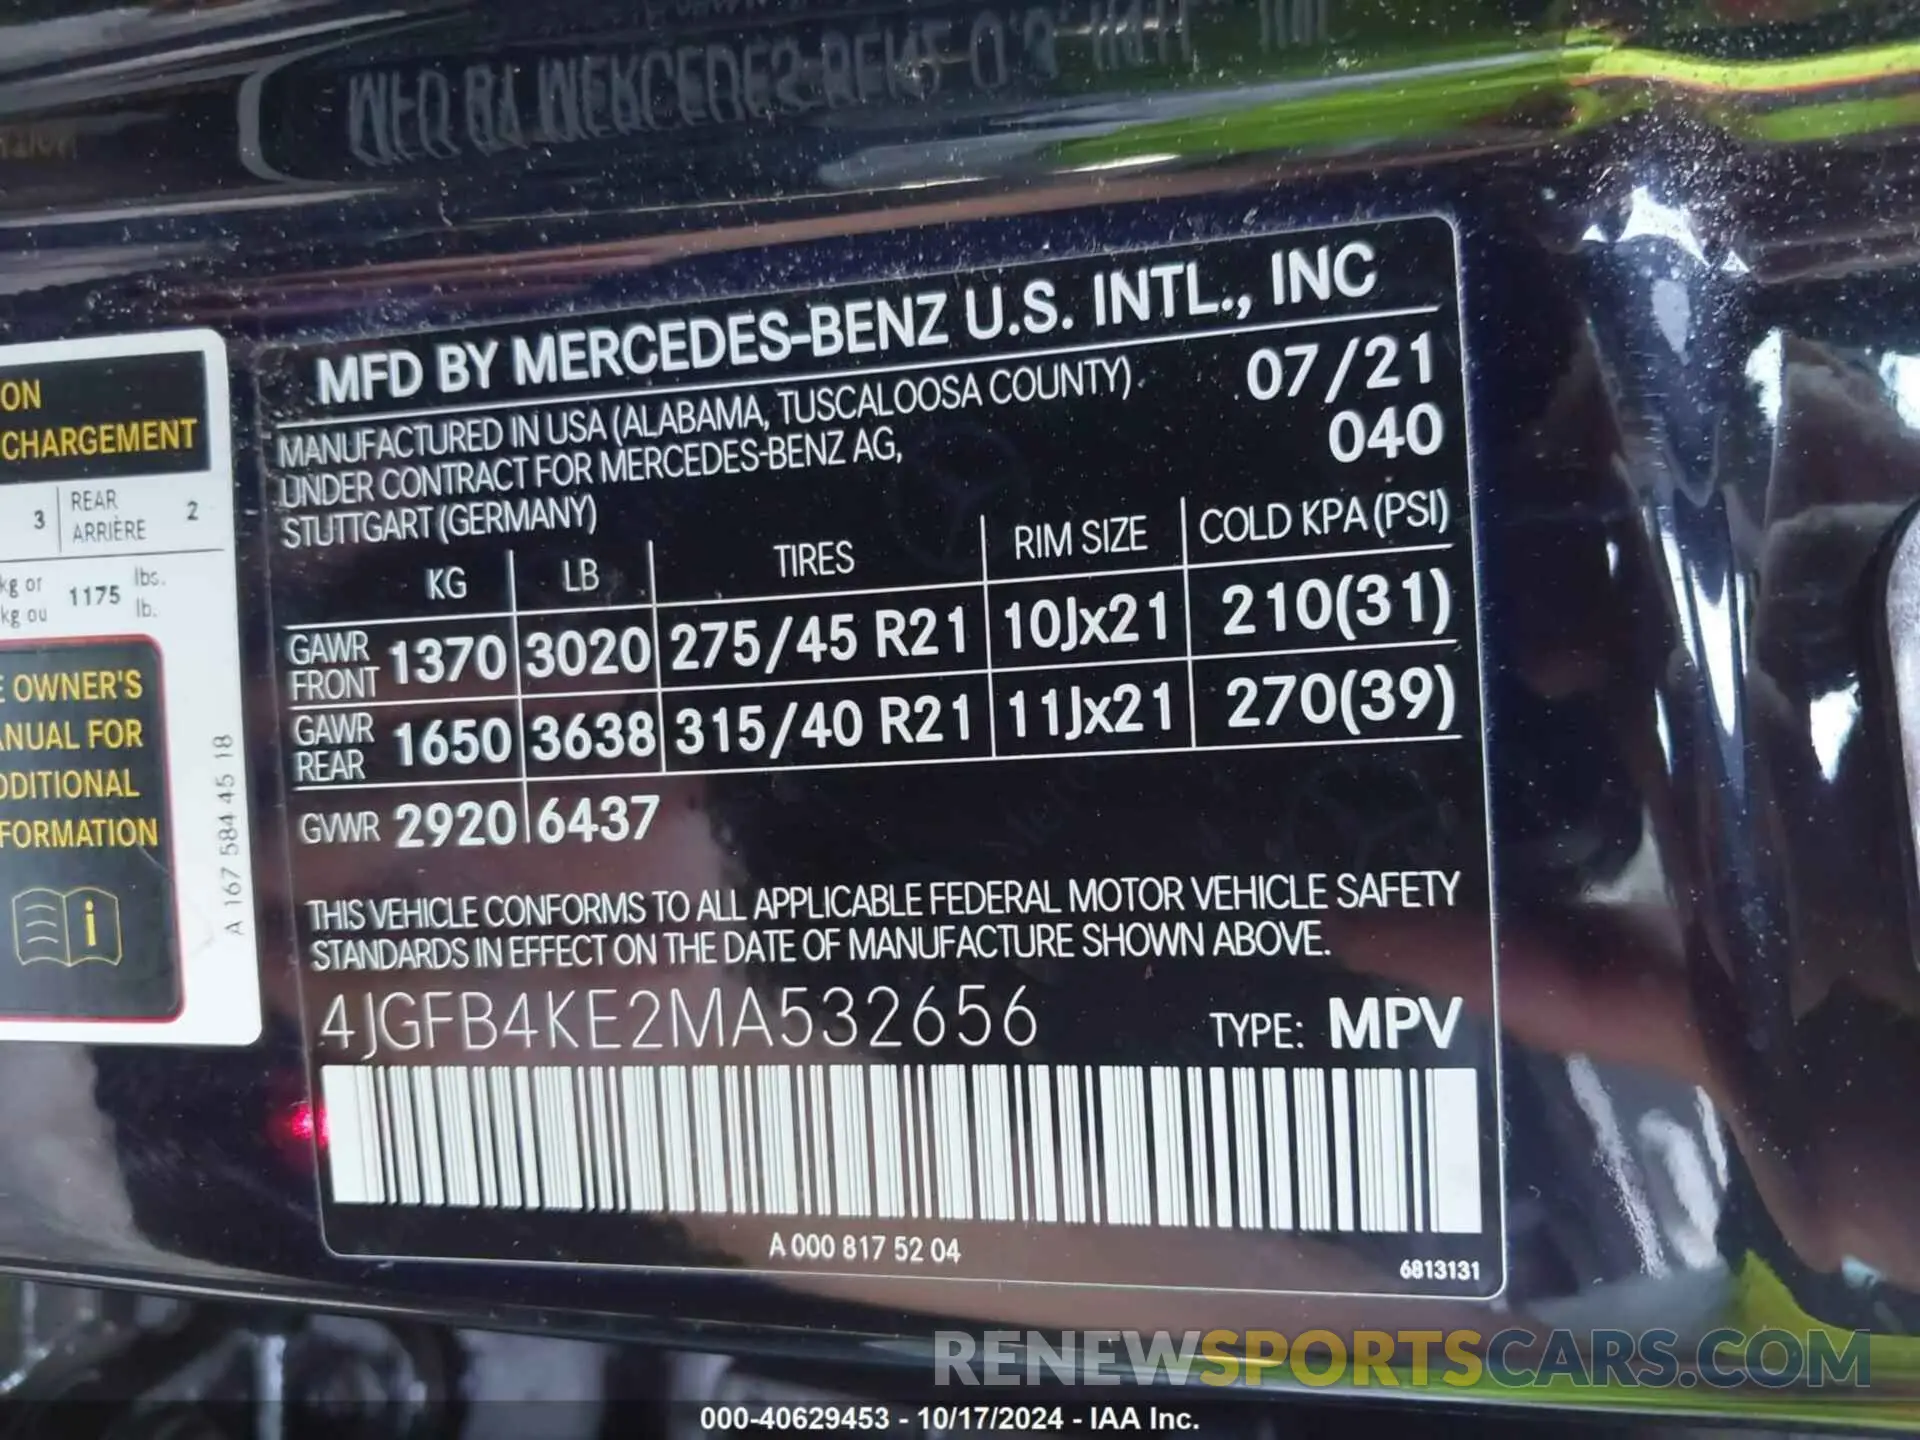 MFD BY MERCEDES-BENZ U.S. INTL., INC
MANUFACTURED IN USA (ALABAMA, TUSCALOOSA COUNTY)
UNDER CONTRACT FOR MERCEDES-BENZ AG,
STUTTGART (GERMANY)
07/21
040
KG LB TIRES RIM SIZE COLD KPA (PSI)
GAWR FRONT 1370 3020 275/45 R21 10Jx21 210(31)
GAWR REAR 1650 3638 315/40 R21 11Jx21 270(39)
GVWR 2920 6437
THIS VEHICLE CONFORMS TO ALL APPLICABLE FEDERAL MOTOR VEHICLE SAFETY
STANDARDS IN EFFECT ON THE DATE OF MANUFACTURE SHOWN ABOVE.
4JGFB4KE2MA532656 TYPE: MPV
A 000 817 52 04
6813131
ON
CHARGEMENT
3 REAR ARRIÈRE 2
kg or
kg ou
1175
lbs.
lb.
OWNER'S
FOR
A 167 584 45 18
RENEWSPORTSCARS.COM
000-40629453 - 10/17/2024 - IAA Inc.